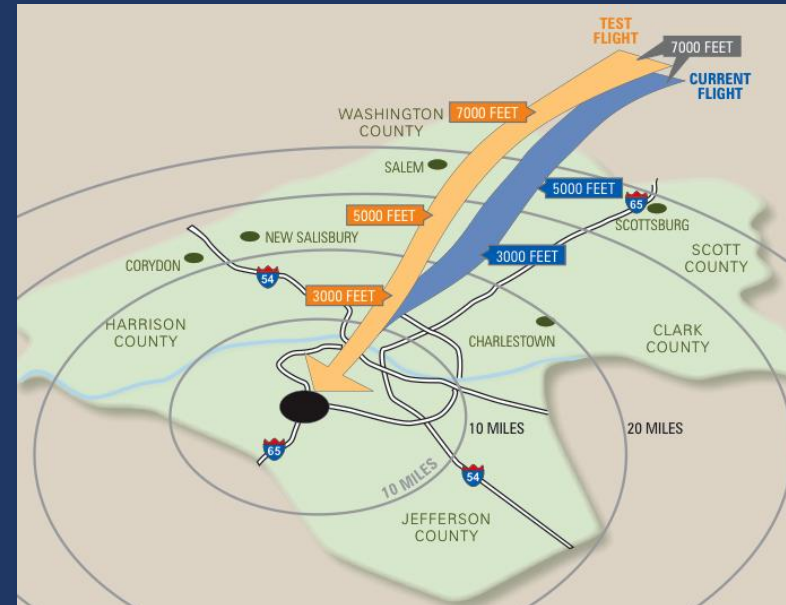 TEST
FLIGHT
7000 FEET
CURRENT
FLIGHT
WASHINGTON
COUNTY
7000 FEET
SALEM
5000 FEET
65
SCOTTSBURG
5000 FEET
NEW SALISBURY
SCOTT
COUNTY
3000 FEET
CORYDON
54
3000 FEET
HARRISON
COUNTY
CHARLESTOWN
CLARK
COUNTY
10 MILES
20 MILES
65
10 MILES
54
JEFFERSON
COUNTY